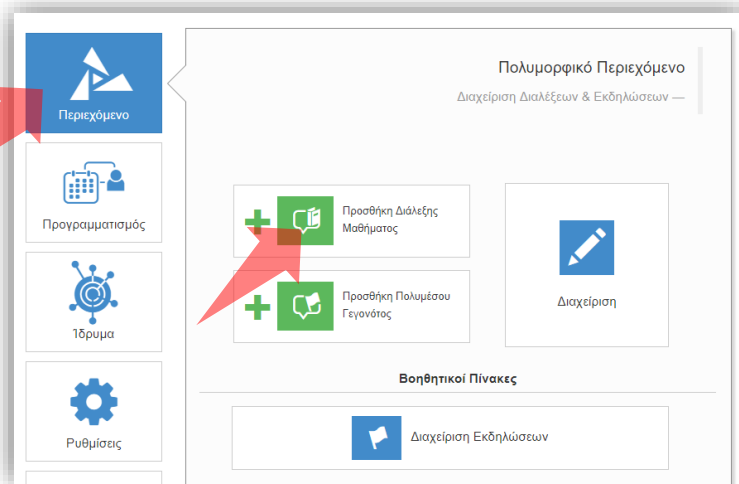 Περιεχόμενο
Προγραμματισμός
Ίδρυμα
Ρυθμίσεις
Πολυμορφικό Περιεχόμενο
Διαχείριση Διαλέξεων & Εκδηλώσεων —
Προσθήκη Διάλεξης
Μαθήματος
Προσθήκη Πολυμέσου
Γεγονότος
Διαχείριση
Βοηθητικοί Πίνακες
Διαχείριση Εκδηλώσεων